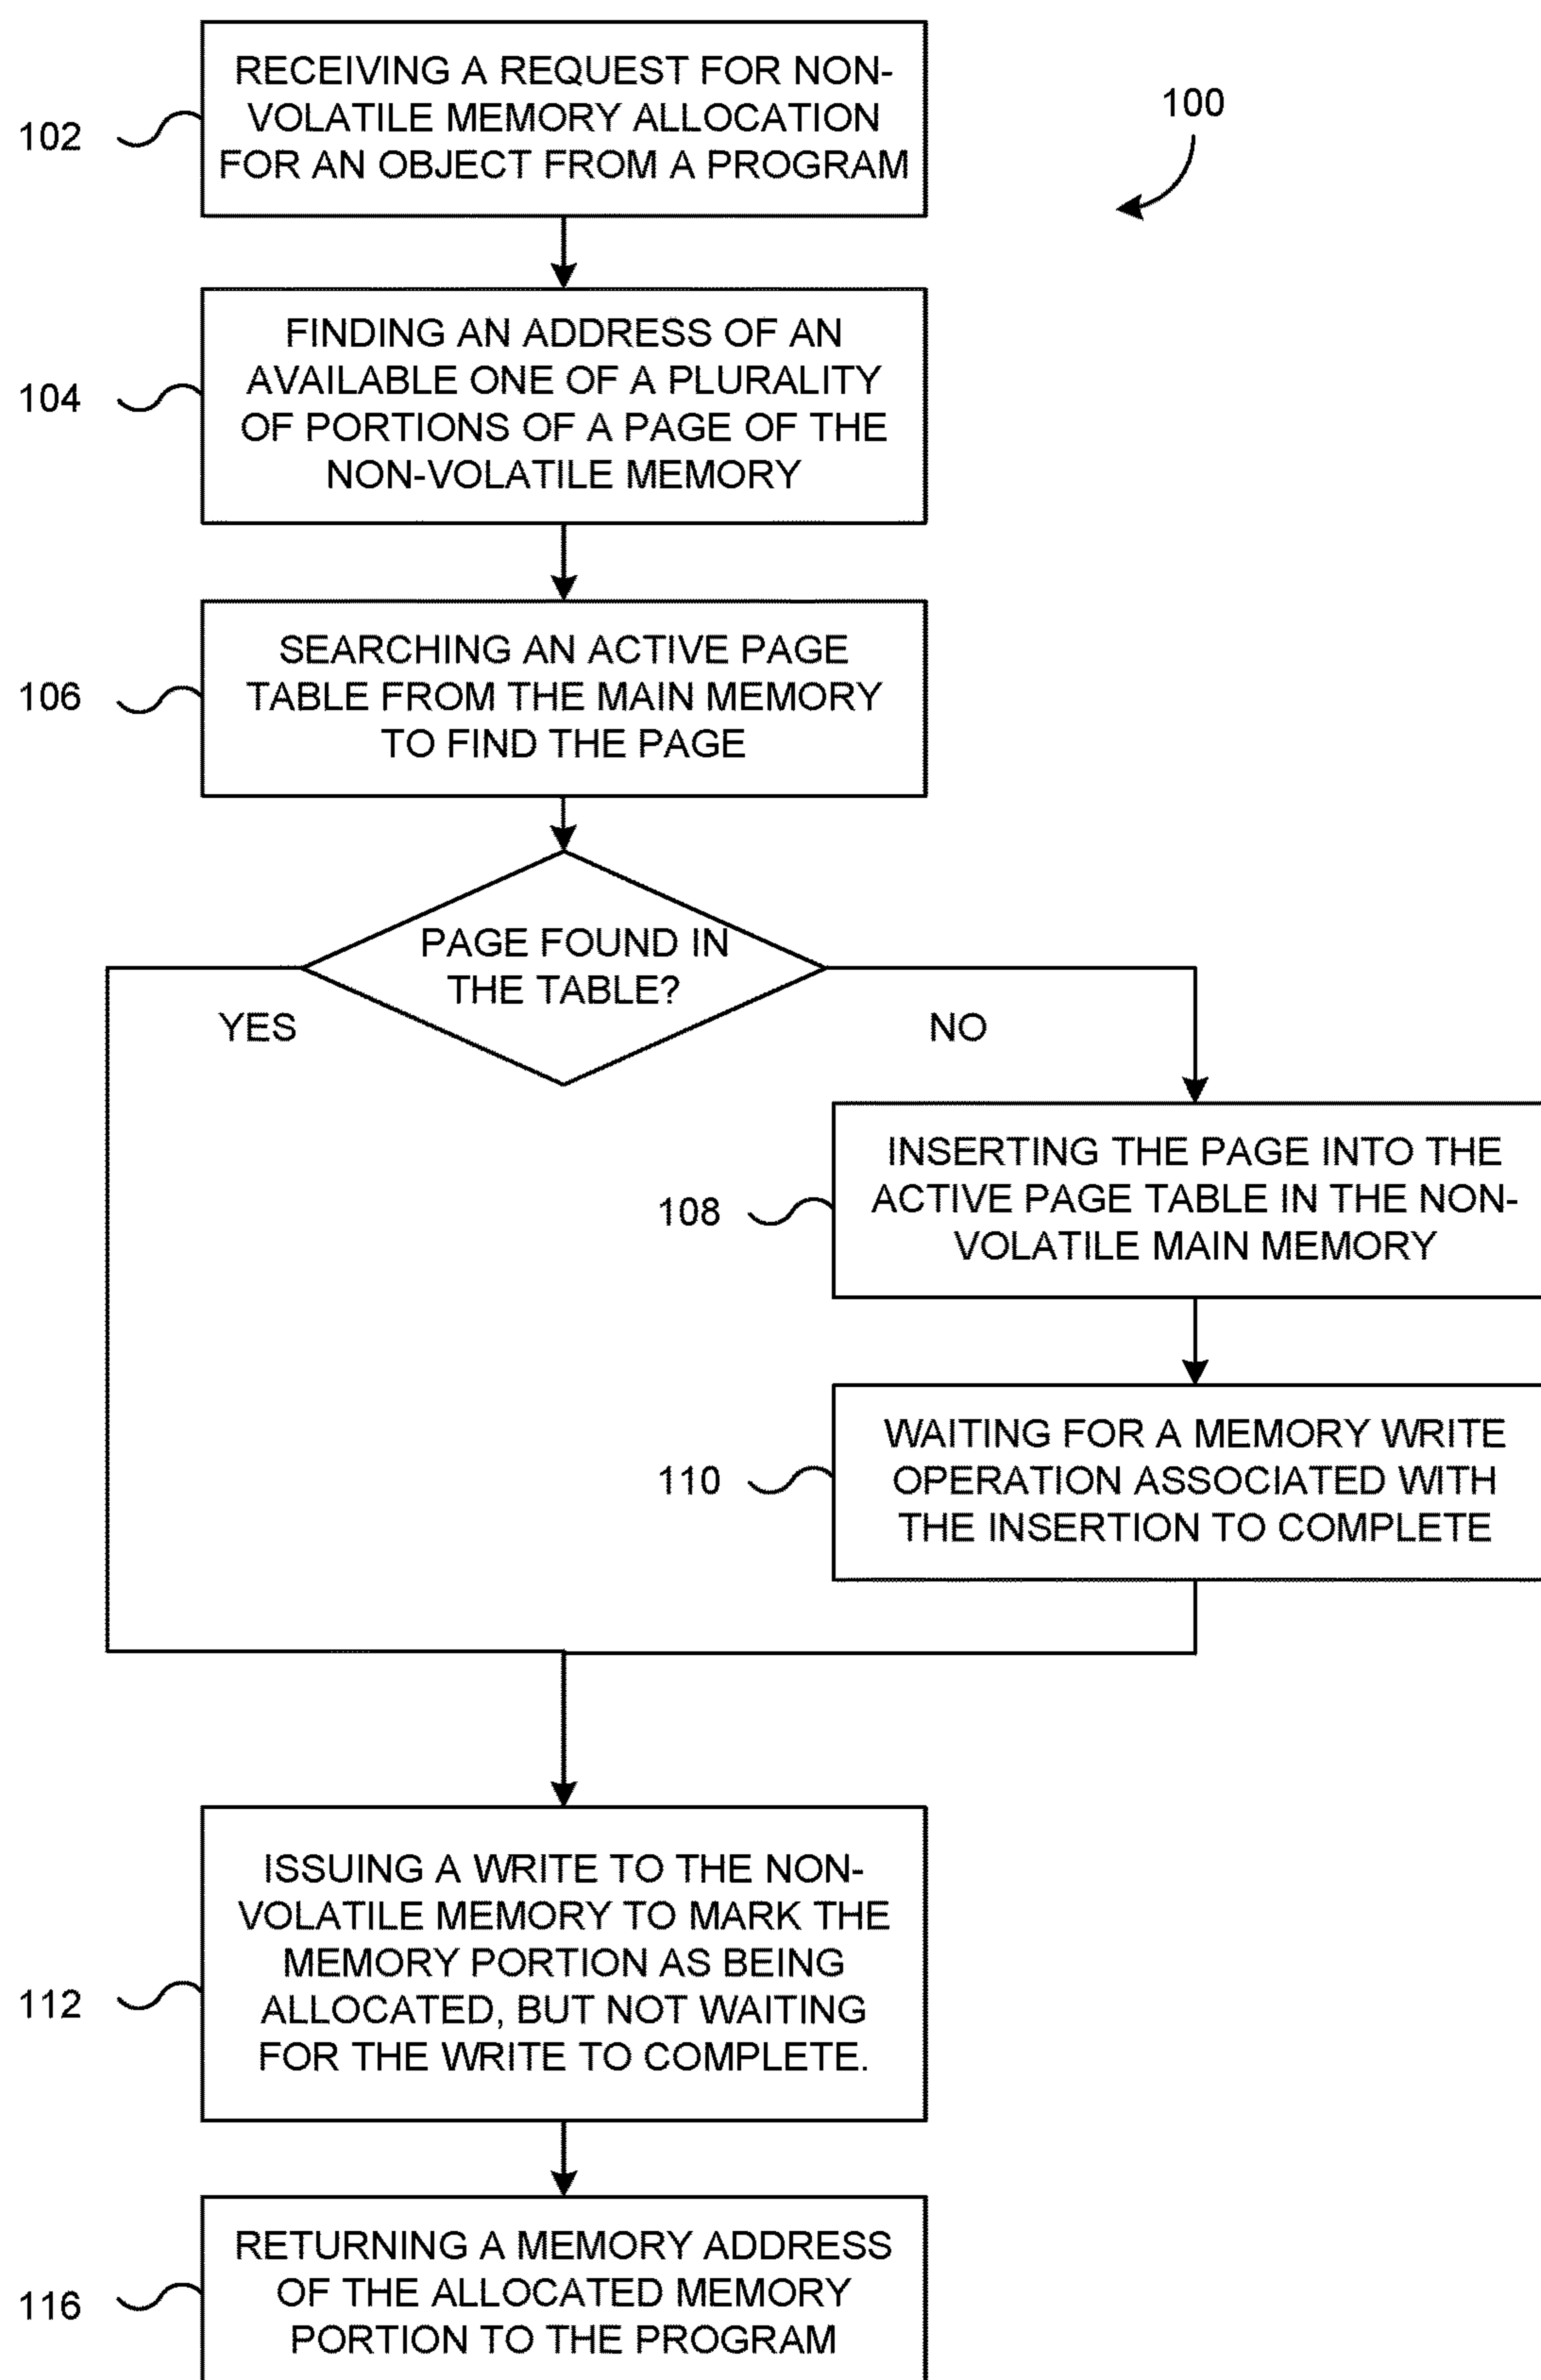 100
102
RECEIVING A REQUEST FOR NON-
VOLATILE MEMORY ALLOCATION
FOR AN OBJECT FROM A PROGRAM
104
FINDING AN ADDRESS OF AN
AVAILABLE ONE OF A PLURALITY
OF PORTIONS OF A PAGE OF THE
NON-VOLATILE MEMORY
106
SEARCHING AN ACTIVE PAGE
TABLE FROM THE MAIN MEMORY
TO FIND THE PAGE
PAGE FOUND IN
THE TABLE?
YES
NO
108
INSERTING THE PAGE INTO THE
ACTIVE PAGE TABLE IN THE NON-
VOLATILE MAIN MEMORY
110
WAITING FOR A MEMORY WRITE
OPERATION ASSOCIATED WITH
THE INSERTION TO COMPLETE
112
ISSUING A WRITE TO THE NON-
VOLATILE MEMORY TO MARK THE
MEMORY PORTION AS BEING
ALLOCATED, BUT NOT WAITING
FOR THE WRITE TO COMPLETE.
116
RETURNING A MEMORY ADDRESS
OF THE ALLOCATED MEMORY
PORTION TO THE PROGRAM